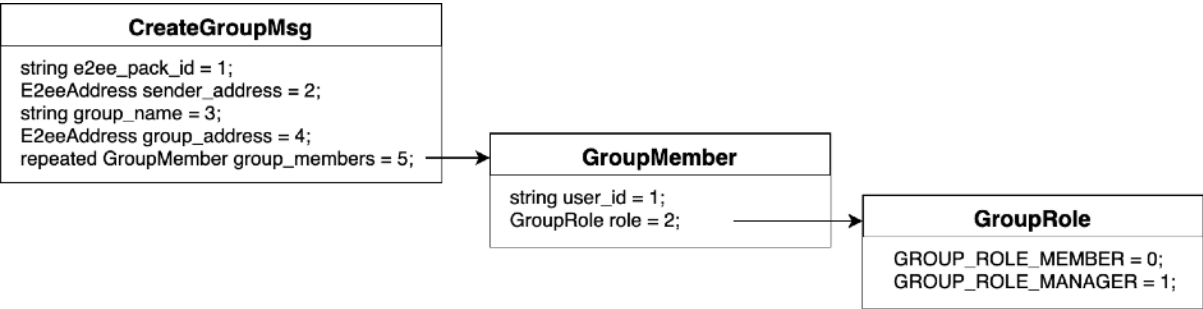 CreateGroupMsg
string e2ee_pack_id = 1;
E2eeAddress sender_address = 2;
string group_name = 3;
E2eeAddress group_address = 4;
repeated GroupMember group_members = 5;
GroupMember
string user_id = 1;
GroupRole role = 2;
GroupRole
GROUP_ROLE_MEMBER = 0;
GROUP_ROLE_MANAGER = 1;